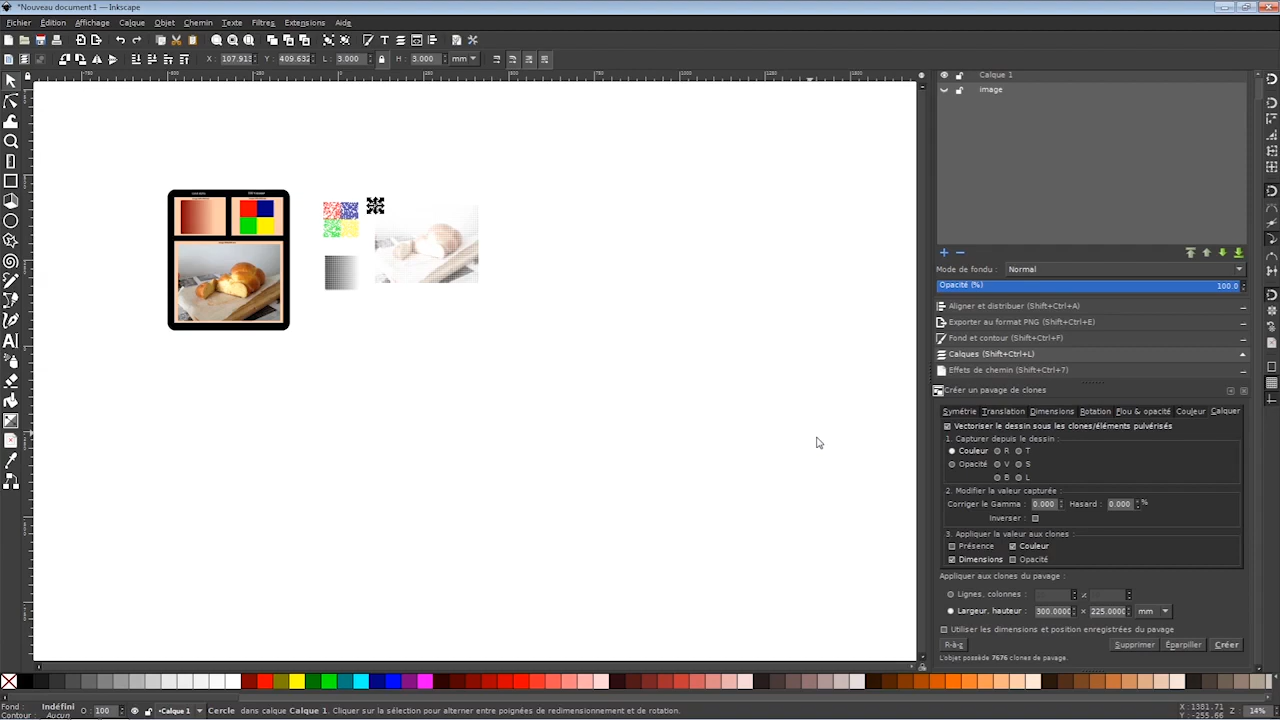 *Nouveau document 1 — Inkscape
Fichier Édition Affichage Calque Objet Chemin Filtres Texte Extensions Aide
X : 107.913 Y : 409.632 L : 3.000 H : 3.000 mm
Calque 1
image
Mode de fond : Normal
Opacité (%) 100.0
Aligner et distribuer (Shift+Ctrl+A)
Exporter au format PNG (Shift+Ctrl+E)
Fond et contour (Shift+Ctrl+F)
Calques (Shift+Ctrl+L)
Effets de chemin (Shift+Ctrl+7)
Créer un pavage de clones
Symétrie Translation Dimensions Rotation Flou & opacité Couleur Calquer
Vectoriser le dessin sous les clones/éléments pulvérisés
1. Capturer depuis le dessin :
Couleur R T
Opacité V S
B L
2. Modifier la valeur capturée :
Corriger le Gamma : 0.000 Hasard : 0.000 %
Inverser :
3. Appliquer la valeur aux clones :
Présence Couleur
Dimensions Opacité
Appliquer aux clones du pavage :
Lignes, colonnes : ×
Largeur, hauteur : 300.0000 × 225.0000 mm
Utiliser les dimensions et position enregistrées du pavage
R-à-z Supprimer Éparpiller Créer
L'objet possède 7676 clones de pavage.
Fond : Indéfini
Contour : Aucun
O : 100 •Calque 1 Cercle dans calque Calque 1. Cliquer sur la sélection pour alterner entre poignées de redimensionnement et de rotation.
X : 1381.71
Y : -255.66
Z : 14%